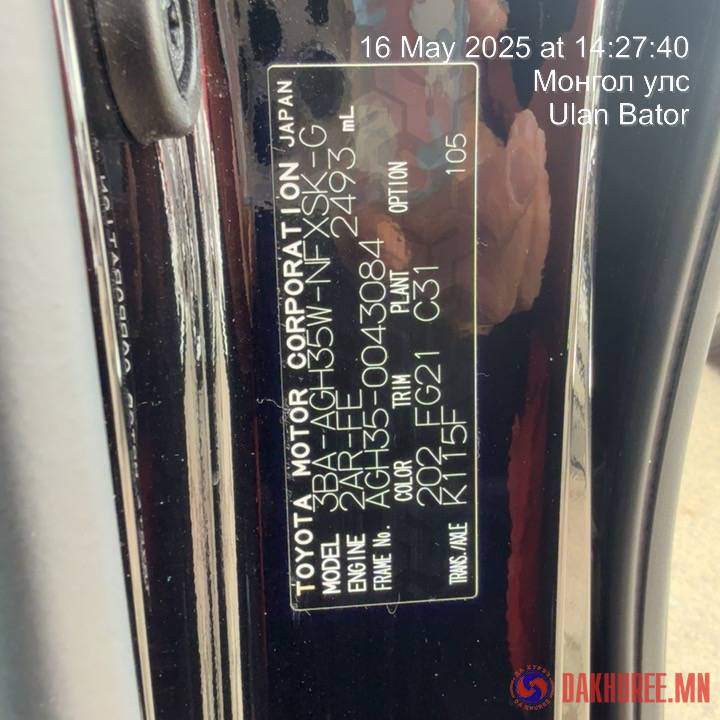 16 May 2025 at 14:27:40
Монгол улс
Ulan Bator
TOYOTA MOTOR CORPORATION JAPAN
MODEL 3BA-AGH35W-NFXSK-G
ENGINE 2AR-FE 2493 mL
FRAME No. AGH35-0043084
COLOR TRIM PLANT OPTION
202 FG21 C31
TRANS./AXLE K115F 105
DAKHUREE.MN